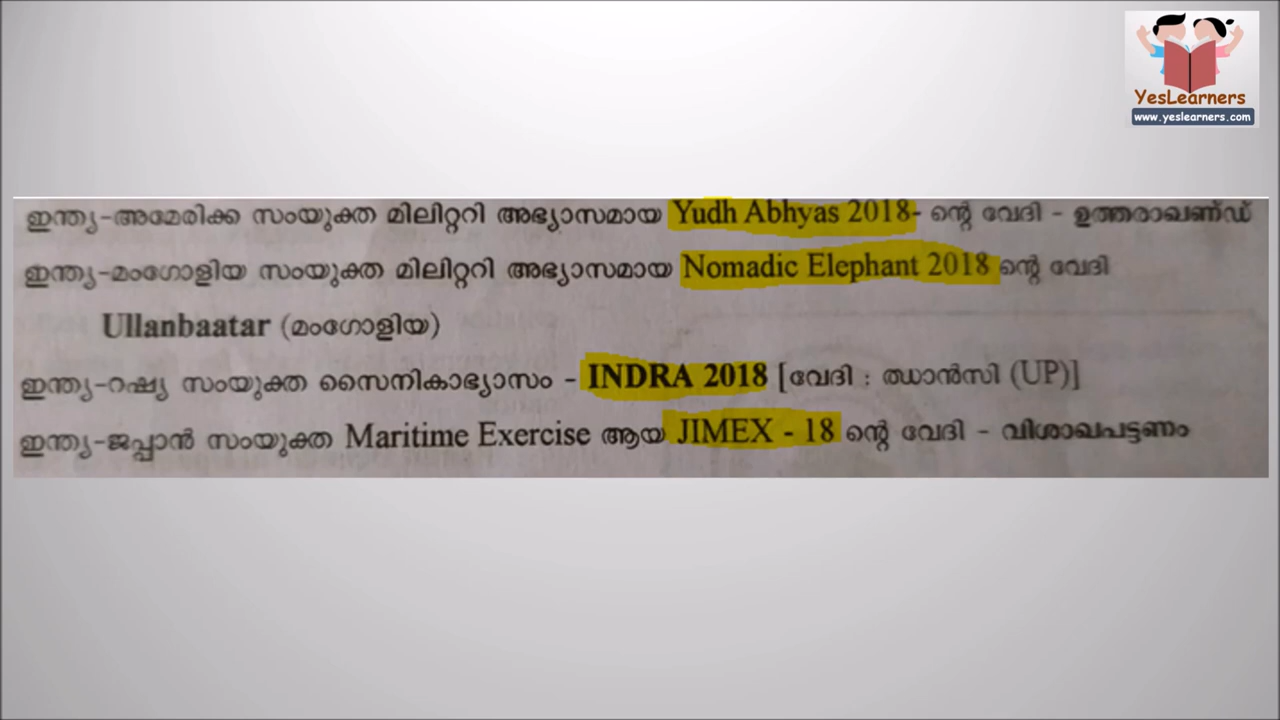 YesLearners
www.yeslearners.com
ഇന്ത്യ-അമേരിക്ക സംയുക്ത മിലിറ്ററി അഭ്യാസമായ Yudh Abhyas 2018- ന്റെ വേദി - ഉത്തരാഖണ്ഡ്
ഇന്ത്യ-മംഗോളിയ സംയുക്ത മിലിറ്ററി അഭ്യാസമായ Nomadic Elephant 2018 ന്റെ വേദി
Ullanbaatar (മംഗോളിയ)
ഇന്ത്യ-റഷ്യ സംയുക്ത സൈനികാഭ്യാസം - INDRA 2018 [വേദി : ഝാൻസി (UP)]
ഇന്ത്യ-ജപ്പാൻ സംയുക്ത Maritime Exercise ആയ JIMEX - 18 ന്റെ വേദി - വിശാഖപട്ടണം